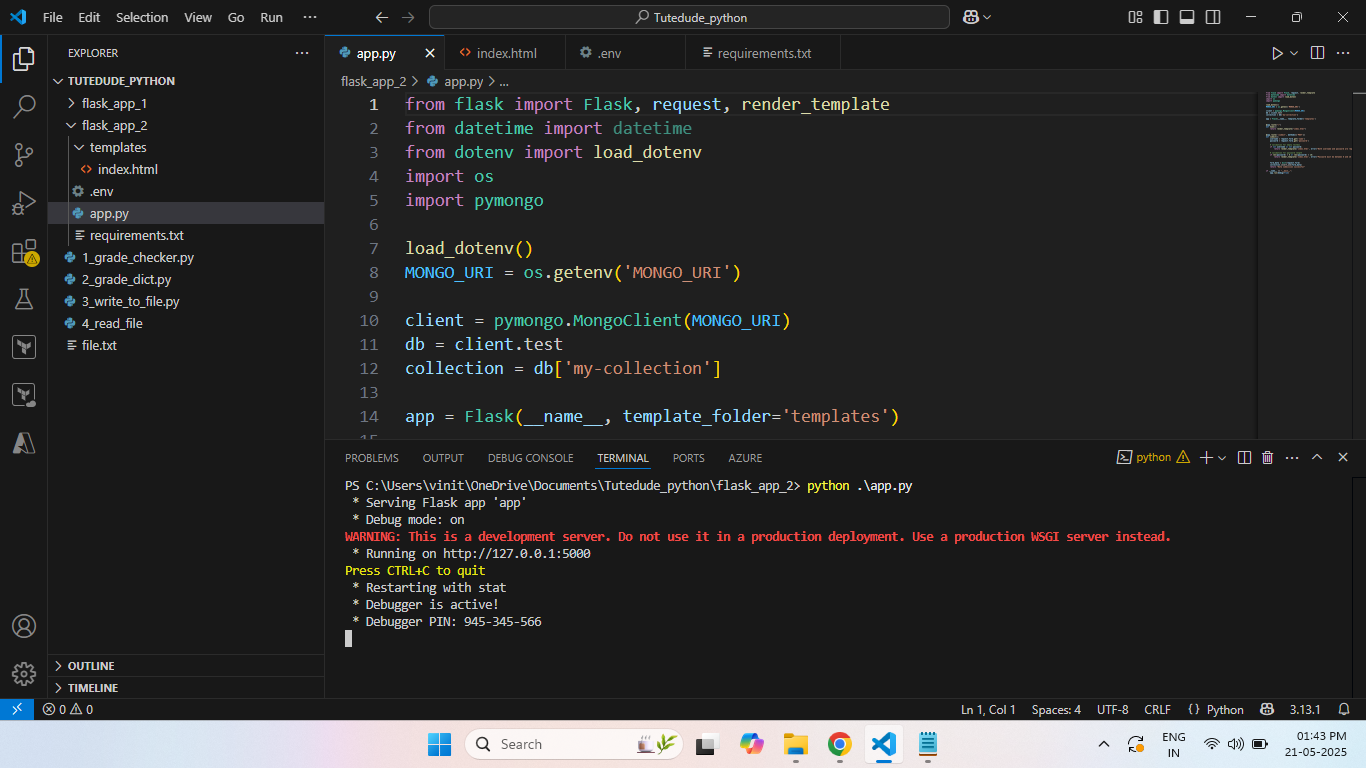 File Edit Selection View Go Run ···
Tutedude_python
EXPLORER ···
TUTEDUDE_PYTHON
flask_app_1
flask_app_2
templates
index.html
.env
app.py
requirements.txt
1_grade_checker.py
2_grade_dict.py
3_write_to_file.py
4_read_file
file.txt
OUTLINE
TIMELINE
app.py index.html .env requirements.txt
flask_app_2 > app.py > ...
1 from flask import Flask, request, render_template
2 from datetime import datetime
3 from dotenv import load_dotenv
4 import os
5 import pymongo
6
7 load_dotenv()
8 MONGO_URI = os.getenv('MONGO_URI')
9
10 client = pymongo.MongoClient(MONGO_URI)
11 db = client.test
12 collection = db['my-collection']
13
14 app = Flask(__name__, template_folder='templates')
15
PROBLEMS OUTPUT DEBUG CONSOLE TERMINAL PORTS AZURE
python
PS C:\Users\vinit\OneDrive\Documents\Tutedude_python\flask_app_2> python .\app.py
* Serving Flask app 'app'
* Debug mode: on
WARNING: This is a development server. Do not use it in a production deployment. Use a production WSGI server instead.
* Running on http://127.0.0.1:5000
Press CTRL+C to quit
* Restarting with stat
* Debugger is active!
* Debugger PIN: 945-345-566
0 0
Ln 1, Col 1 Spaces: 4 UTF-8 CRLF {} Python 3.13.1
Search
ENG
IN
01:43 PM
21-05-2025